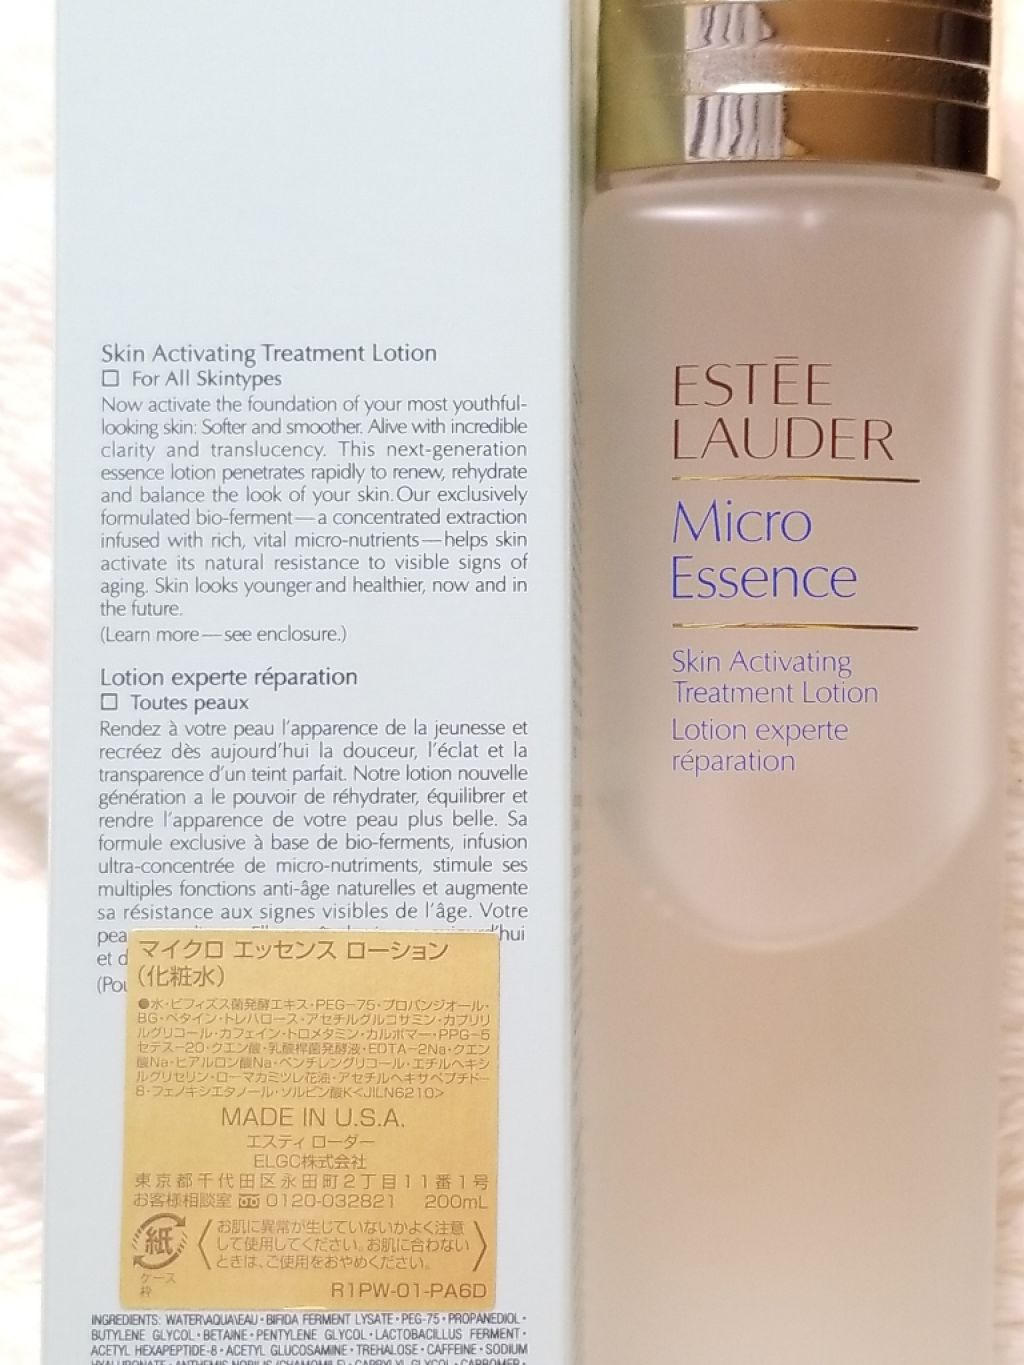 Skin Activating Treatment Lotion
☐ For All Skintypes
Now activate the foundation of your most youthful-
looking skin: Softer and smoother. Alive with incredible
clarity and translucency. This next-generation
essence lotion penetrates rapidly to renew, rehydrate
and balance the look of your skin. Our exclusively
formulated bio-ferment—a concentrated extraction
infused with rich, vital micro-nutrients—helps skin
activate its natural resistance to visible signs of
aging. Skin looks younger and healthier, now and in
the future.
(Learn more—see enclosure.)
Lotion experte réparation
☐ Toutes peaux
Rendez à votre peau l'apparence de la jeunesse et
recréez dès aujourd'hui la douceur, l'éclat et la
transparence d'un teint parfait. Notre lotion nouvelle
génération a le pouvoir de réhydrater, équilibrer et
rendre l'apparence de votre peau plus belle. Sa
formule exclusive à base de bio-ferments, infusion
ultra-concentrée de micro-nutriments, stimule ses
multiples fonctions anti-âge naturelles et augmente
sa résistance aux signes visibles de l'âge. Votre
et d
マイクロ エッセンス ローション
(化粧水)
●水・ビフィズス菌発酵エキス・PEG-75・プロパンジオール・
BG・ベタイン・トレハロース・アセチルグルコサミン・カプリリ
ルグリコール・カフェイン・トロメタミン・カルボマー・PPG-5
セテス-20・クエン酸・乳酸桿菌発酵液・EDTA-2Na・クエン
酸Na・ヒアルロン酸Na・ペンチレングリコール・エチルヘキシ
ルグリセリン・ローマカミツレ花油・アセチルヘキサペプチド-
8・フェノキシエタノール・ソルビン酸K<JILN6210>
MADE IN U.S.A.
エスティ ローダー
ELGC株式会社
東京都千代田区永田町2丁目11番1号
お客様相談室 0120-032821 200mL
紙
ケース
枠
お肌に異常が生じていないかよく注意
して使用してください。お肌に合わない
ときは、ご使用をおやめください。
R1PW-01-PA6D
INGREDIENTS: WATER\AQUA\EAU • BIFIDA FERMENT LYSATE • PEG-75 • PROPANEDIOL •
BUTYLENE GLYCOL • BETAINE • PENTYLENE GLYCOL • LACTOBACILLUS FERMENT •
ACETYL HEXAPEPTIDE-8 • ACETYL GLUCOSAMINE • TREHALOSE • CAFFEINE • SODIUM
ESTĒE
LAUDER
Micro
Essence
Skin Activating
Treatment Lotion
Lotion experte
réparation